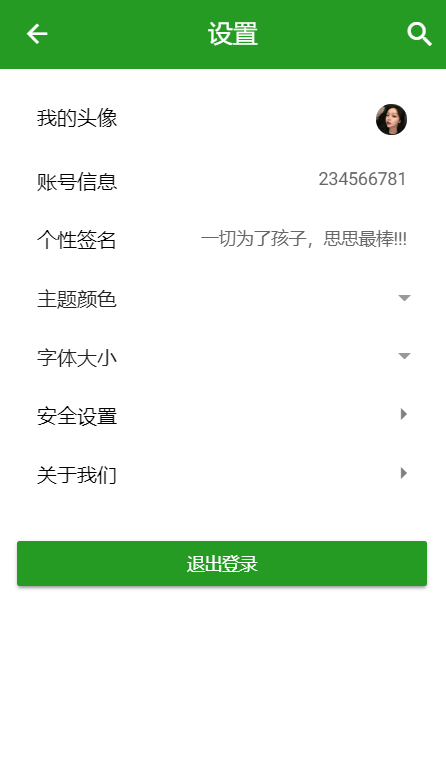 设置
我的头像
账号信息 234566781
个性签名 一切为了孩子，思思最棒!!!
主题颜色
字体大小
安全设置
关于我们
退出登录